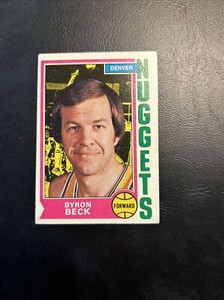 DENVER
NUGGETS
BYRON
BECK
FORWARD